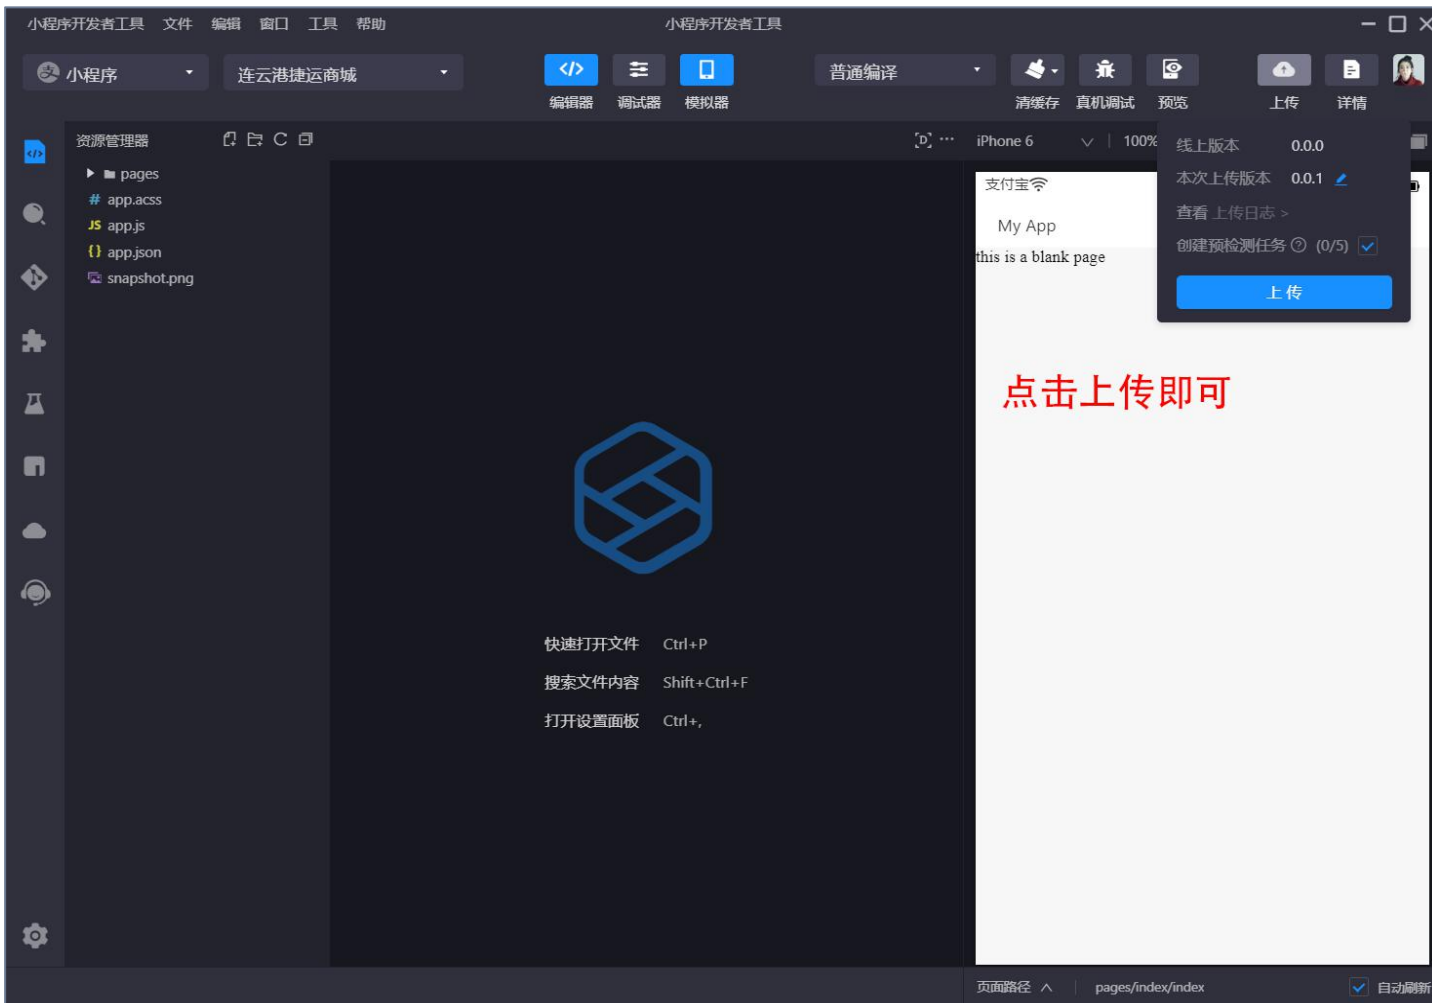 小程序开发者工具 文件 编辑 窗口 工具 帮助 小程序开发者工具
小程序 连云港捷运商城 普通编译
编辑器 调试器 模拟器 清缓存 真机调试 预览 上传 详情
资源管理器 iPhone 6 100%
线上版本 0.0.0
本次上传版本 0.0.1
查看 上传日志 >
创建预检测任务 (0/5)
上 传
pages
# app.acss
JS app.js
{} app.json
snapshot.png
支付宝
My App
this is a blank page
点击上传即可
快速打开文件 Ctrl+P
搜索文件内容 Shift+Ctrl+F
打开设置面板 Ctrl+,
页面路径 pages/index/index 自动刷新